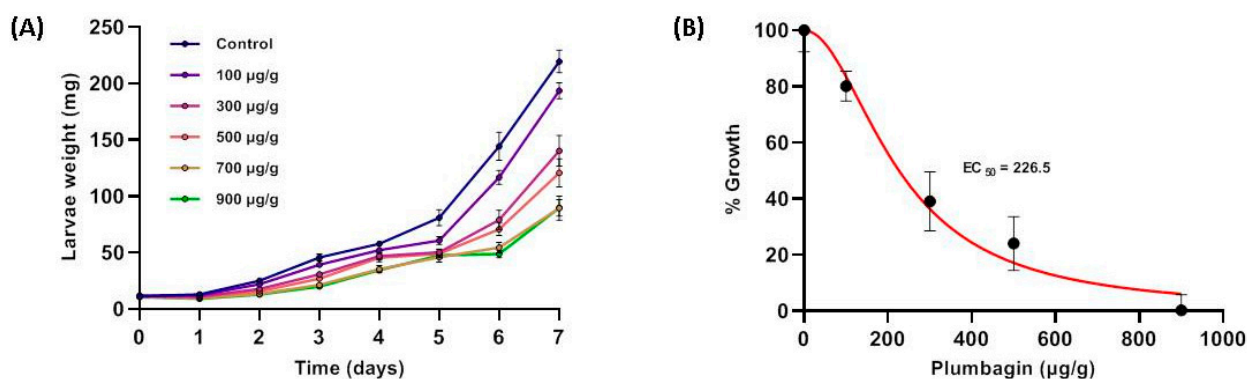 (A)
250
200
150
100
50
0
Larvae weight (mg)
Control
100 µg/g
300 µg/g
500 µg/g
700 µg/g
900 µg/g
0 1 2 3 4 5 6 7
Time (days)
(B)
100
80
60
40
20
0
% Growth
EC 50 = 226.5
0 200 400 600 800 1000
Plumbagin (µg/g)